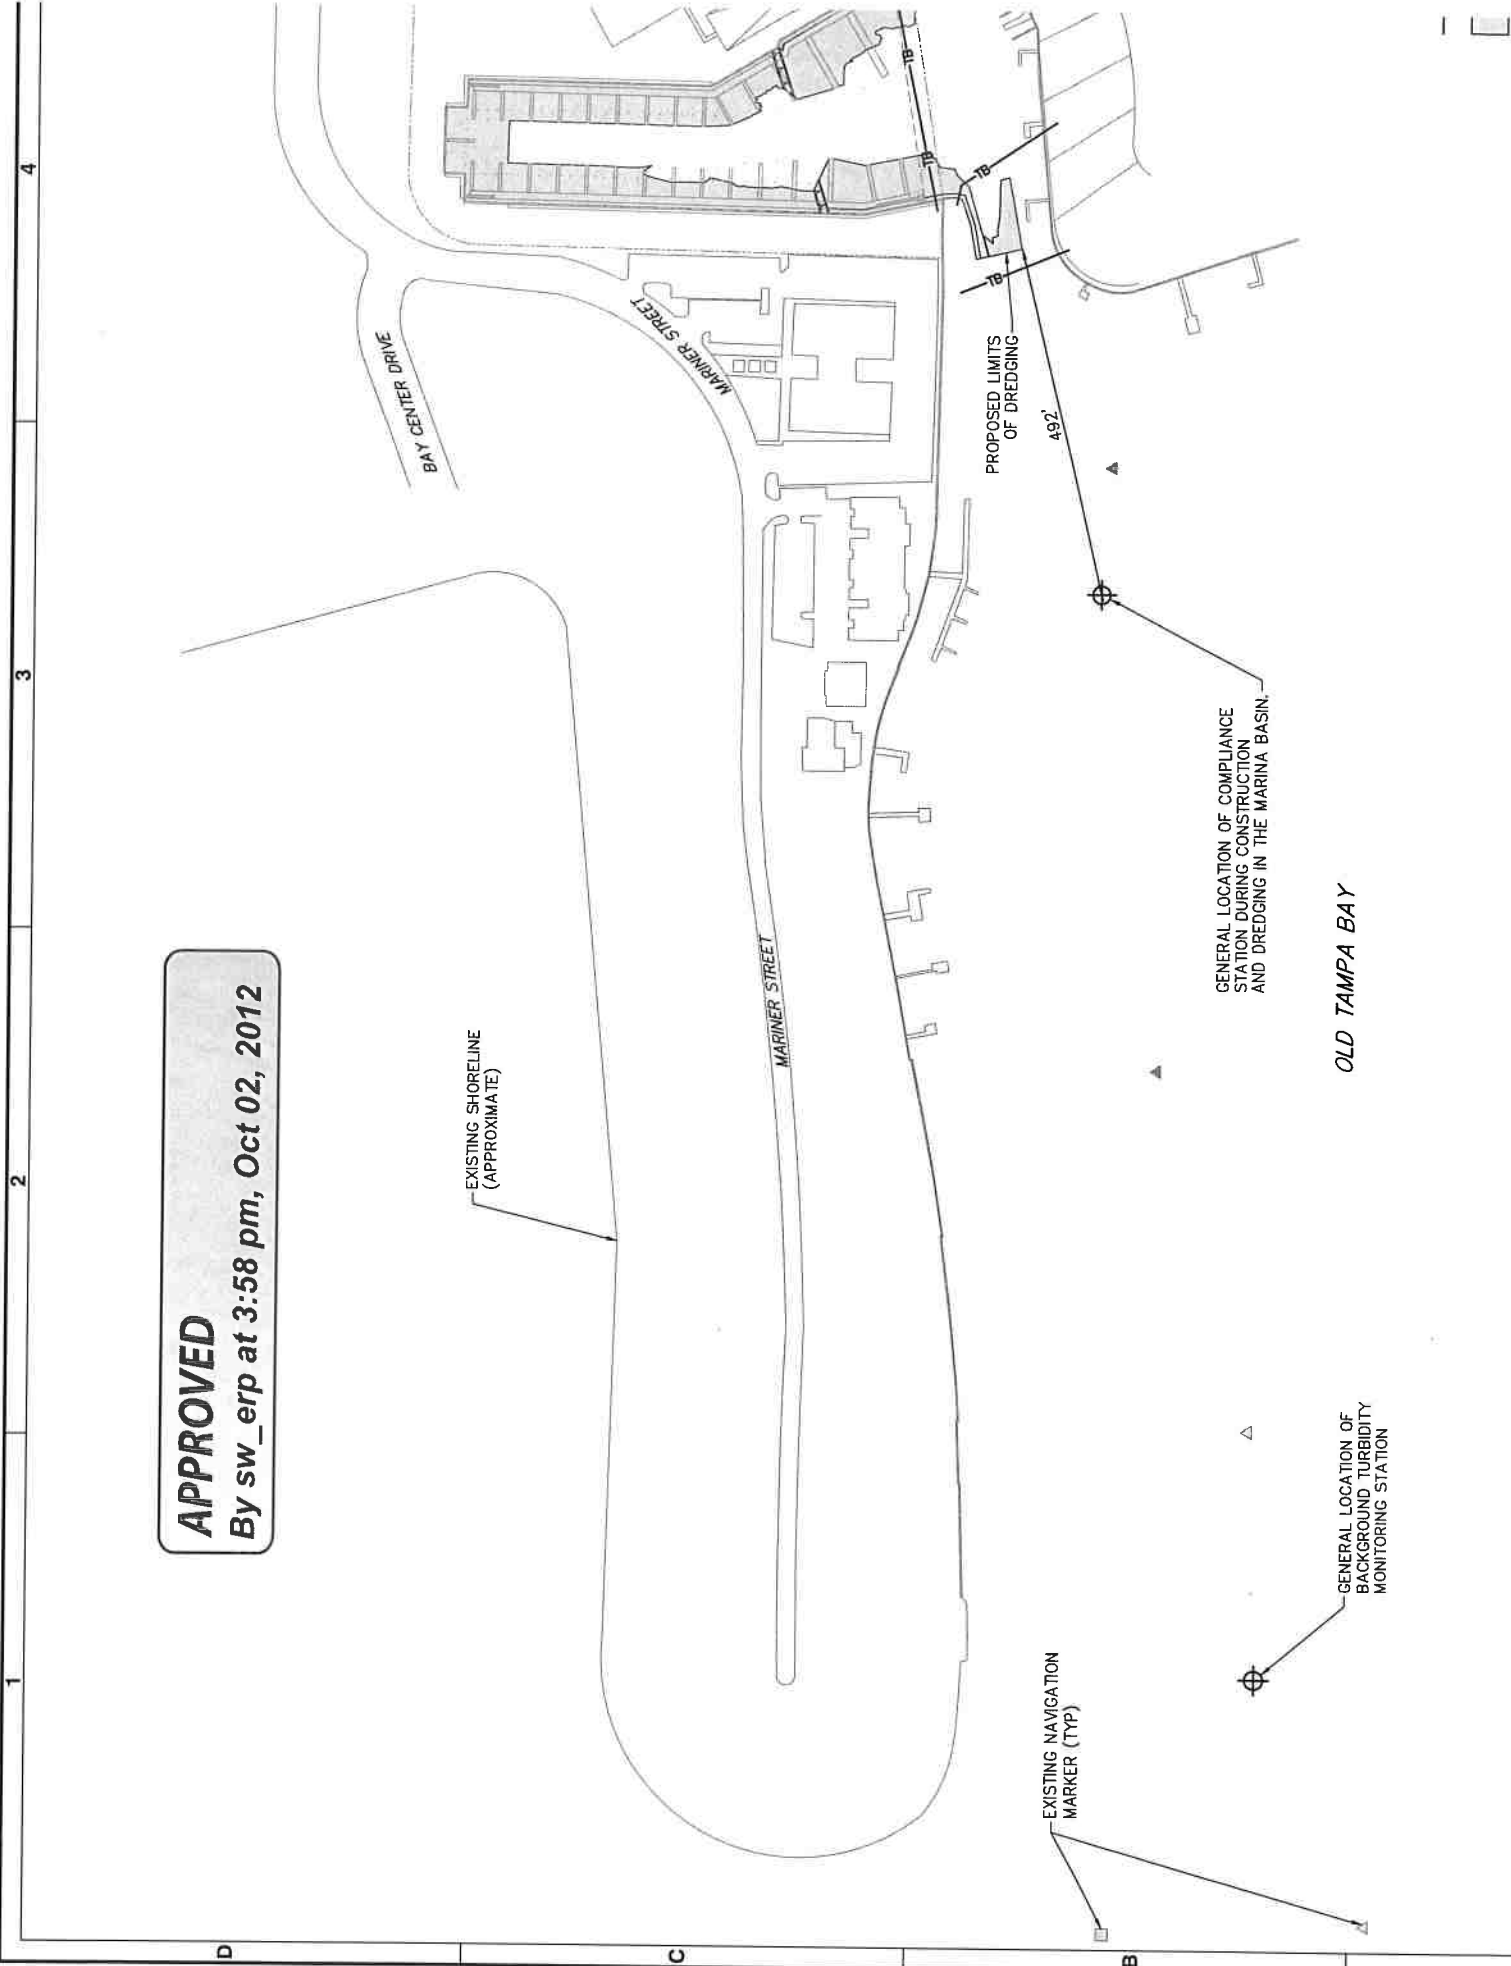 1
2
3
4
D
C
B
APPROVED
By sw_erp at 3:58 pm, Oct 02, 2012
EXISTING SHORELINE
(APPROXIMATE)
BAY CENTER DRIVE
MARINER STREET
MARINER STREET
TB
TB
TB
TB
PROPOSED LIMITS
OF DREDGING
492'
GENERAL LOCATION OF COMPLIANCE
STATION DURING CONSTRUCTION
AND DREDGING IN THE MARINA BASIN.
OLD TAMPA BAY
EXISTING NAVIGATION
MARKER (TYP)
GENERAL LOCATION OF
BACKGROUND TURBIDITY
MONITORING STATION